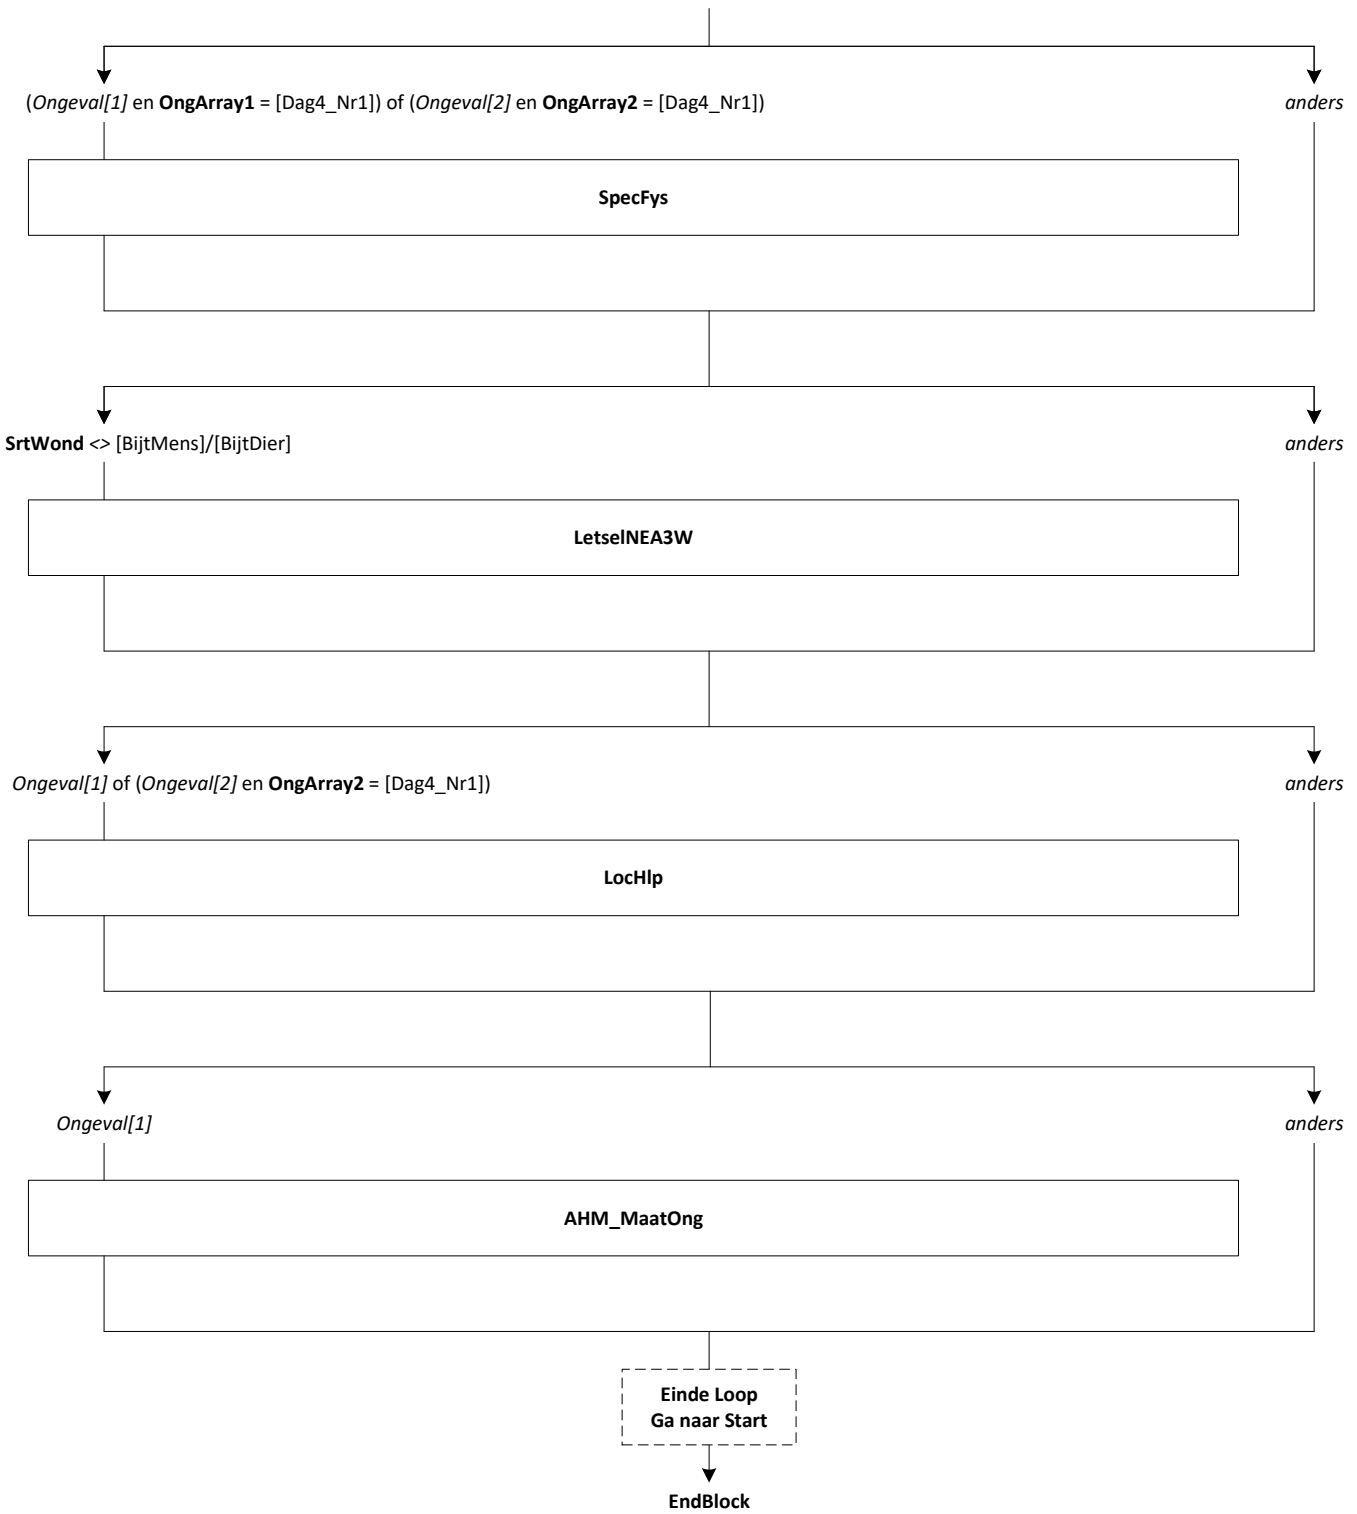 (Ongeval[1] en OngArray1 = [Dag4_Nr1]) of (Ongeval[2] en OngArray2 = [Dag4_Nr1])
anders
SpecFys
SrtWond <> [BijtMens]/[BijtDier]
anders
LetselNEA3W
Ongeval[1] of (Ongeval[2] en OngArray2 = [Dag4_Nr1])
anders
LocHlp
Ongeval[1]
anders
AHM_MaatOng
Einde Loop
Ga naar Start
EndBlock